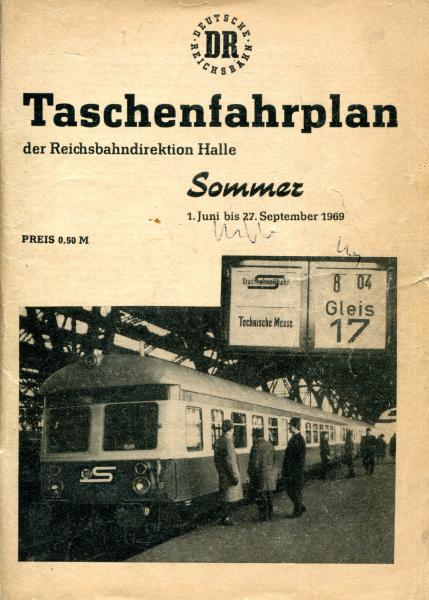 DEUTSCHE
DR
REICHSBAHN
Taschenfahrplan
der Reichsbahndirektion Halle
Sommer
1. Juni bis 27. September 1969
PREIS 0,50 M
S
Stadtschnellbahn
Technische Messe
8 04
Gleis
17
S